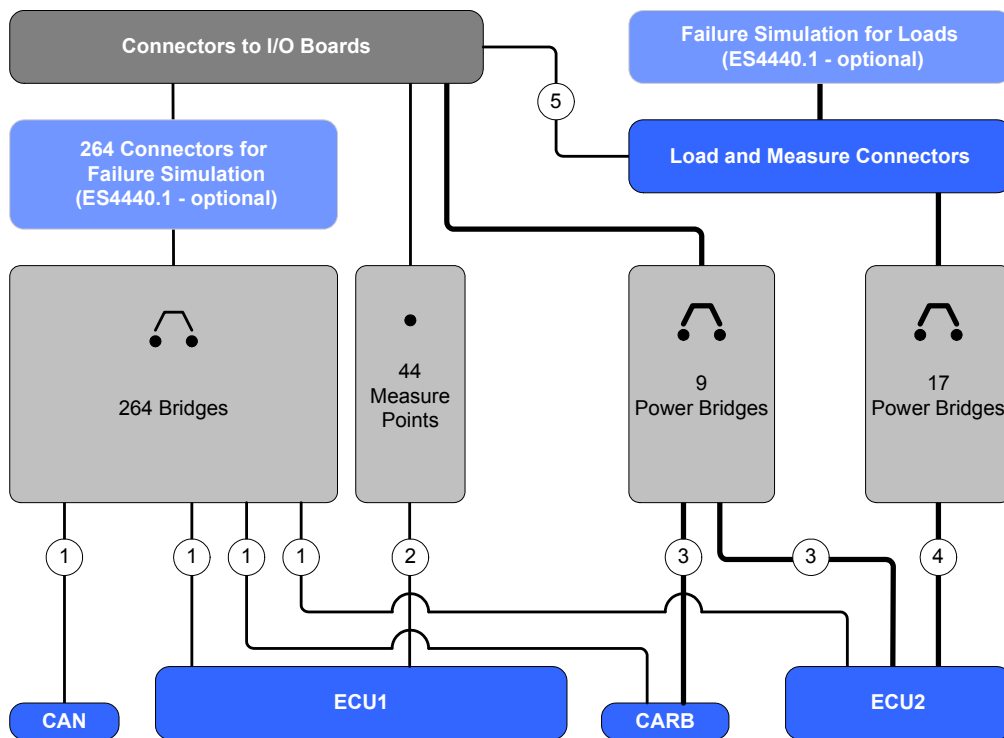 Connectors to I/O Boards
Failure Simulation for Loads
(ES4440.1 - optional)
5
264 Connectors for
Failure Simulation
(ES4440.1 - optional)
Load and Measure Connectors
264 Bridges
44
Measure
Points
9
Power Bridges
17
Power Bridges
1
1
1
1
2
3
3
4
CAN
ECU1
CARB
ECU2